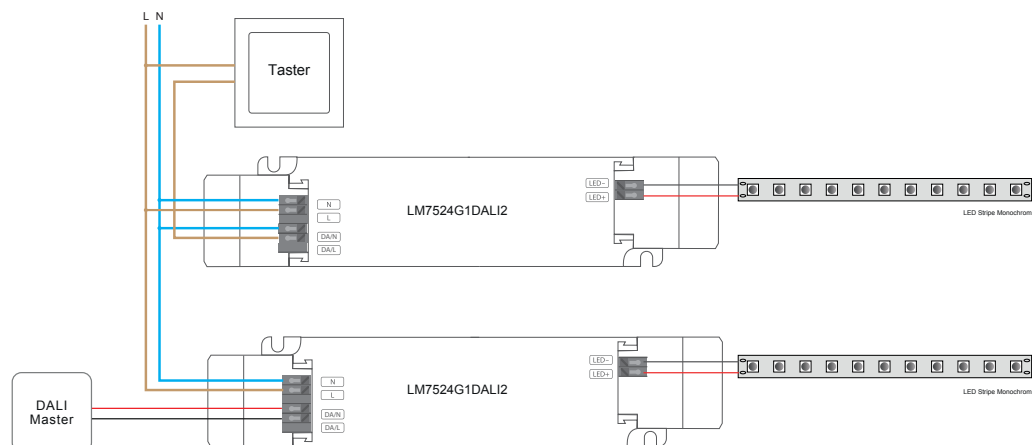 L N
Taster
N
L
DA/N
DA/L
LM7524G1DALI2
LED−
LED+
LED Stripe Monochrom
DALI
Master
N
L
DA/N
DA/L
LM7524G1DALI2
LED−
LED+
LED Stripe Monochrom